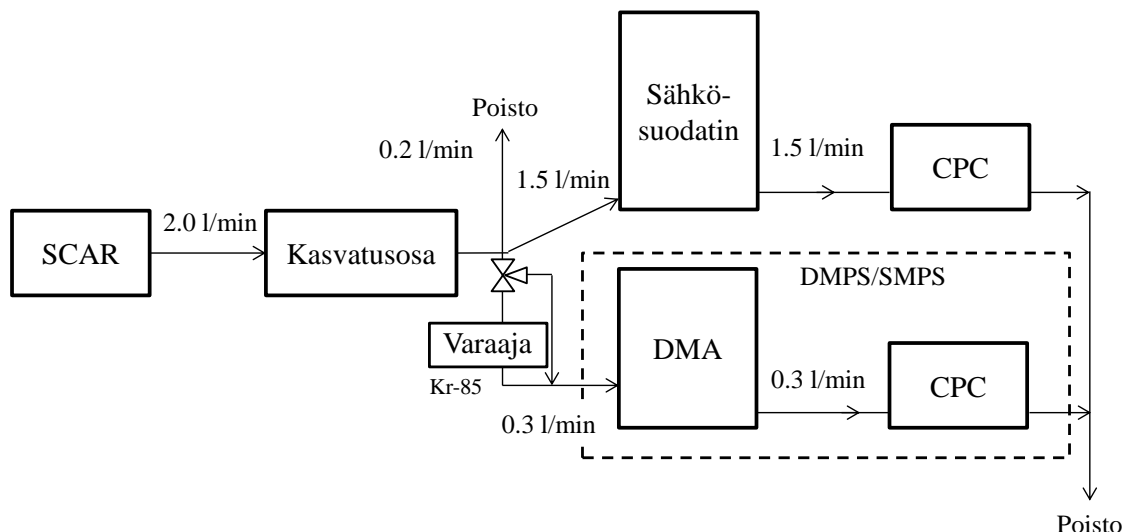 Poisto
0.2 l/min
1.5 l/min
Sähkö-
suodatin
1.5 l/min
CPC
SCAR
2.0 l/min
Kasvatusosa
DMPS/SMPS
Varaaja
Kr-85
0.3 l/min
DMA
0.3 l/min
CPC
Poisto